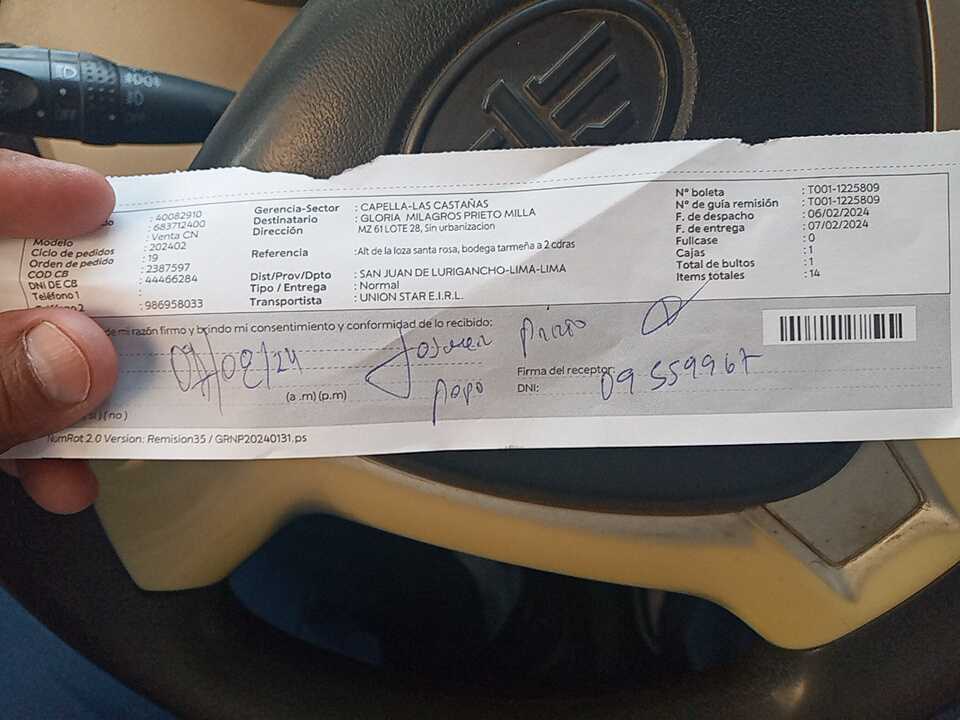 : 40082910
: 683712400
: Venta CN
Modelo : 202402
Ciclo de pedidos : 19
Orden de pedido : 2387597
COD CB : 44466284
DNI DE CB :
Teléfono 1
: 986958033
Gerencia-Sector : CAPELLA-LAS CASTAÑAS
Destinatario : GLORIA MILAGROS PRIETO MILLA
Dirección MZ 61 LOTE 28, Sin urbanizacion
Referencia : Alt de la loza santa rosa, bodega tarmeña a 2 cdras
Dist/Prov/Dpto : SAN JUAN DE LURIGANCHO-LIMA-LIMA
Tipo / Entrega : Normal
Transportista : UNION STAR E.I.R.L.
N° boleta : T001-1225809
N° de guía remisión : T001-1225809
F. de despacho : 06/02/2024
F. de entrega : 07/02/2024
Fullcase : 0
Cajas : 1
Total de bultos : 1
Items totales : 14
de mi razón firmo y brindo mi consentimiento y conformidad de lo recibido:
(a .m) (p.m)
papo
Firma del receptor:
DNI: 09559967
(no)
NumRot 2.0 Version: Remision35 / GRNP20240131.ps